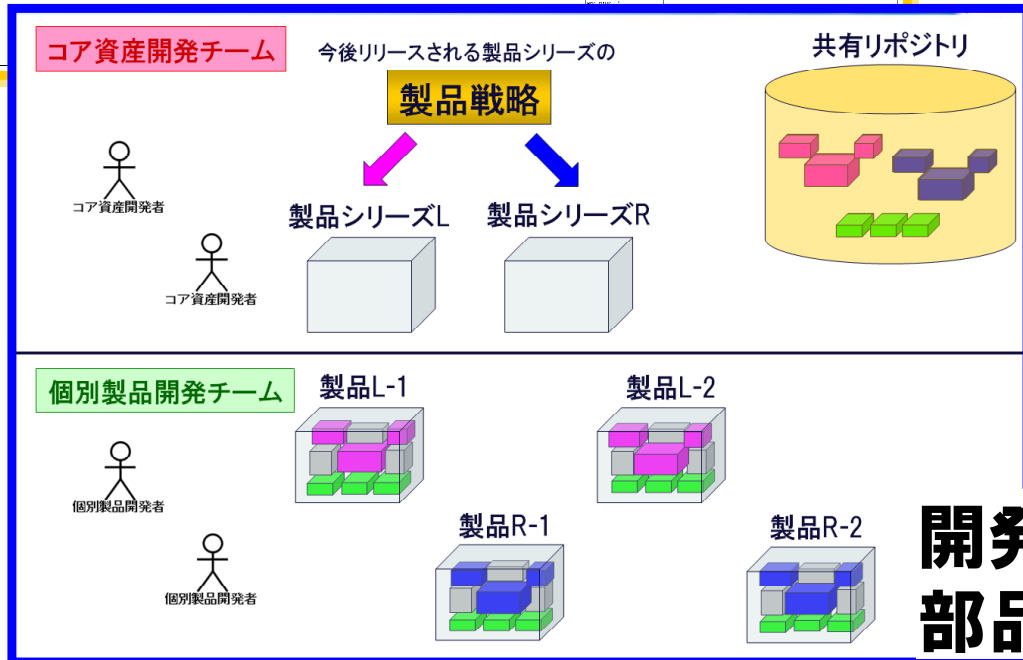 コア資産開発チーム
今後リリースされる製品シリーズの
製品戦略
共有リポジトリ
コア資産開発者
製品シリーズL
製品シリーズR
コア資産開発者
個別製品開発チーム
製品L-1
製品L-2
個別製品開発者
製品R-1
製品R-2
個別製品開発者
開発
部品